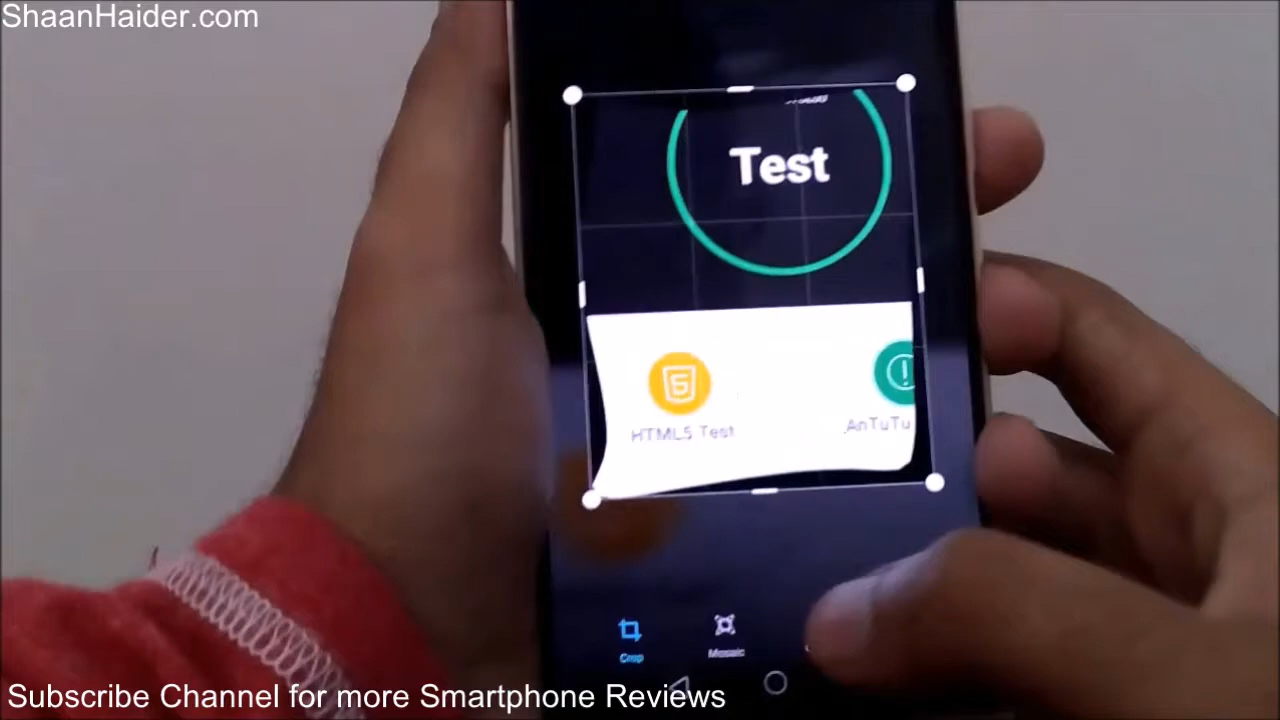 ShaanHaider.com
Test
HTML5 Test
AnTuTu
Crop
Mosaic
Subscribe Channel for more Smartphone Reviews